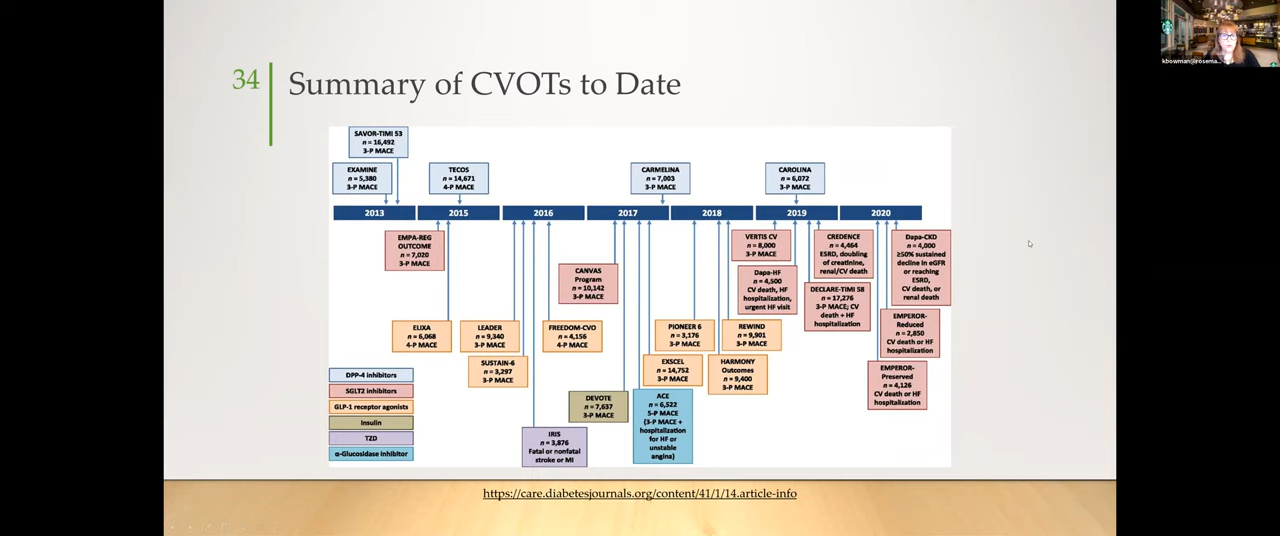 34
Summary of CVOTs to Date
SAVOR-TIMI 53
n = 16,492
3-P MACE
EXAMINE
n = 5,380
3-P MACE
TECOS
n = 14,671
4-P MACE
CARMELINA
n = 7,003
3-P MACE
CAROLINA
n = 6,072
3-P MACE
2013
2015
2016
2017
2018
2019
2020
EMPA-REG
OUTCOME
n = 7,020
3-P MACE
CANVAS
Program
n = 10,142
3-P MACE
VERTIS CV
n = 8,000
3-P MACE
Dapa-HF
n = 4,500
CV death, HF
hospitalization,
urgent HF visit
CREDENCE
n = 4,464
ESRD, doubling
of creatinine,
renal/CV death
DECLARE-TIMI 58
n = 17,276
3-P MACE; CV
death + HF
hospitalization
Dapa-CKD
n = 4,000
≥50% sustained
decline in eGFR
or reaching
ESRD,
CV death, or
renal death
EMPEROR-
Reduced
n = 2,850
CV death or HF
hospitalization
EMPEROR-
Preserved
n = 4,126
CV death or HF
hospitalization
ELIXA
n = 6,068
4-P MACE
LEADER
n = 9,340
3-P MACE
SUSTAIN-6
n = 3,297
3-P MACE
FREEDOM-CVO
n = 4,156
4-P MACE
PIONEER 6
n = 3,176
3-P MACE
EXSCEL
n = 14,752
3-P MACE
REWIND
n = 9,901
3-P MACE
HARMONY
Outcomes
n = 9,400
3-P MACE
DEVOTE
n = 7,637
3-P MACE
IRIS
n = 3,876
Fatal or nonfatal
stroke or MI
ACE
n = 6,522
5-P MACE
(3-P MACE +
hospitalization
for HF or
unstable
angina)
DPP-4 inhibitors
SGLT2 inhibitors
GLP-1 receptor agonists
Insulin
TZD
α-Glucosidase inhibitor
https://care.diabetesjournals.org/content/41/1/14.article-info
kbowman@rosema...